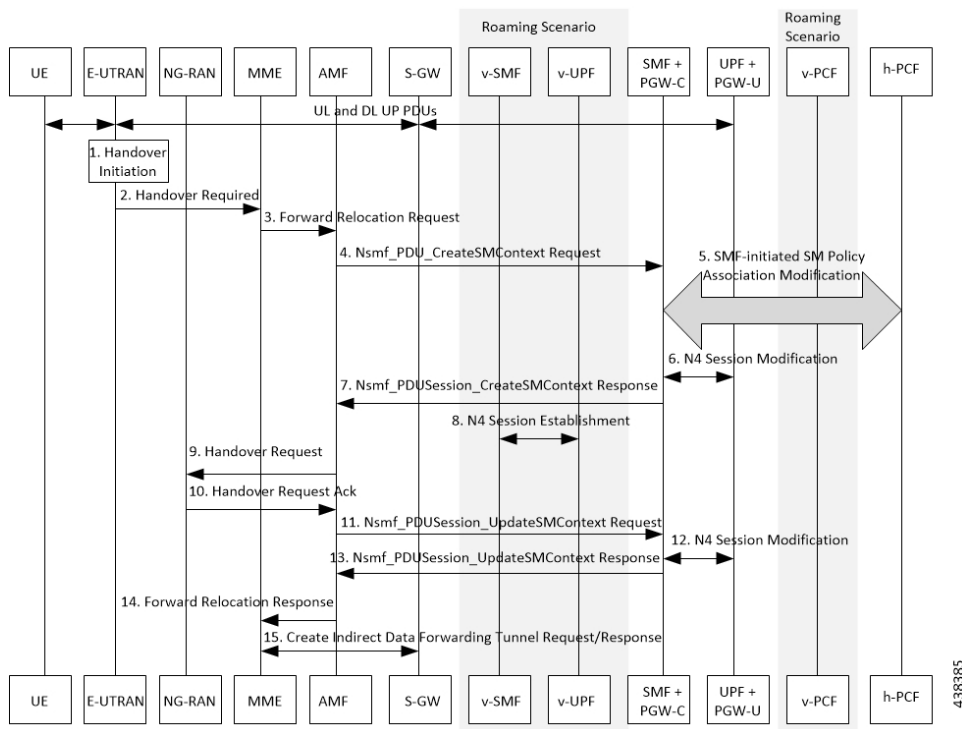 Roaming Scenario
Roaming
Scenario
UE
E-UTRAN
NG-RAN
MME
AMF
S-GW
v-SMF
v-UPF
SMF +
PGW-C
UPF +
PGW-U
v-PCF
h-PCF
UL and DL UP PDUs
1. Handover
Initiation
2. Handover Required
3. Forward Relocation Request
4. Nsmf_PDU_CreateSMContext Request
5. SMF-initiated SM Policy
Association Modification
6. N4 Session Modification
7. Nsmf_PDUSession_CreateSMContext Response
8. N4 Session Establishment
9. Handover Request
10. Handover Request Ack
11. Nsmf_PDUSession_UpdateSMContext Request
12. N4 Session Modification
13. Nsmf_PDUSession_UpdateSMContext Response
14. Forward Relocation Response
15. Create Indirect Data Forwarding Tunnel Request/Response
UE
E-UTRAN
NG-RAN
MME
AMF
S-GW
v-SMF
v-UPF
SMF +
PGW-C
UPF +
PGW-U
v-PCF
h-PCF
438385